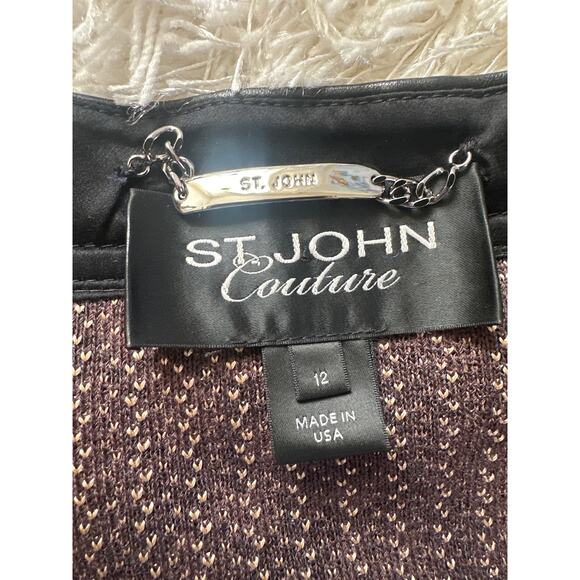 ST. JOHN
ST. JOHN
Couture
12
MADE IN
USA